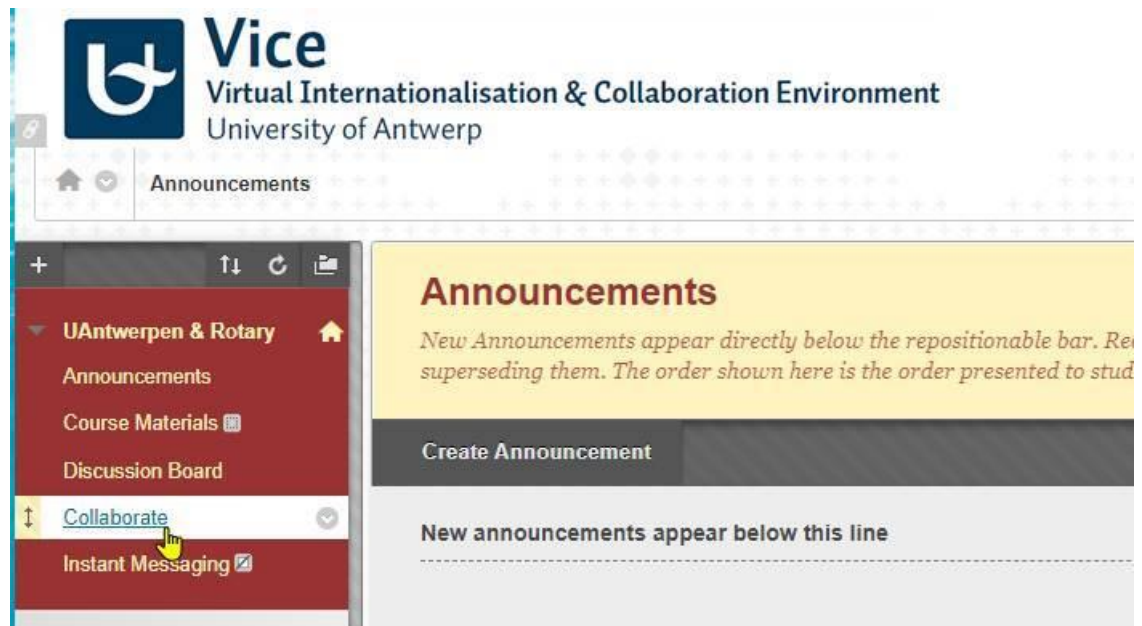 Vice
Virtual Internationalisation & Collaboration Environment
University of Antwerp
Announcements
UAntwerpen & Rotary
Announcements
Course Materials
Discussion Board
Collaborate
Instant Messaging
Announcements
New Announcements appear directly below the repositionable bar.
superseding them. The order shown here is the order presented to
Create Announcement
New announcements appear below this line